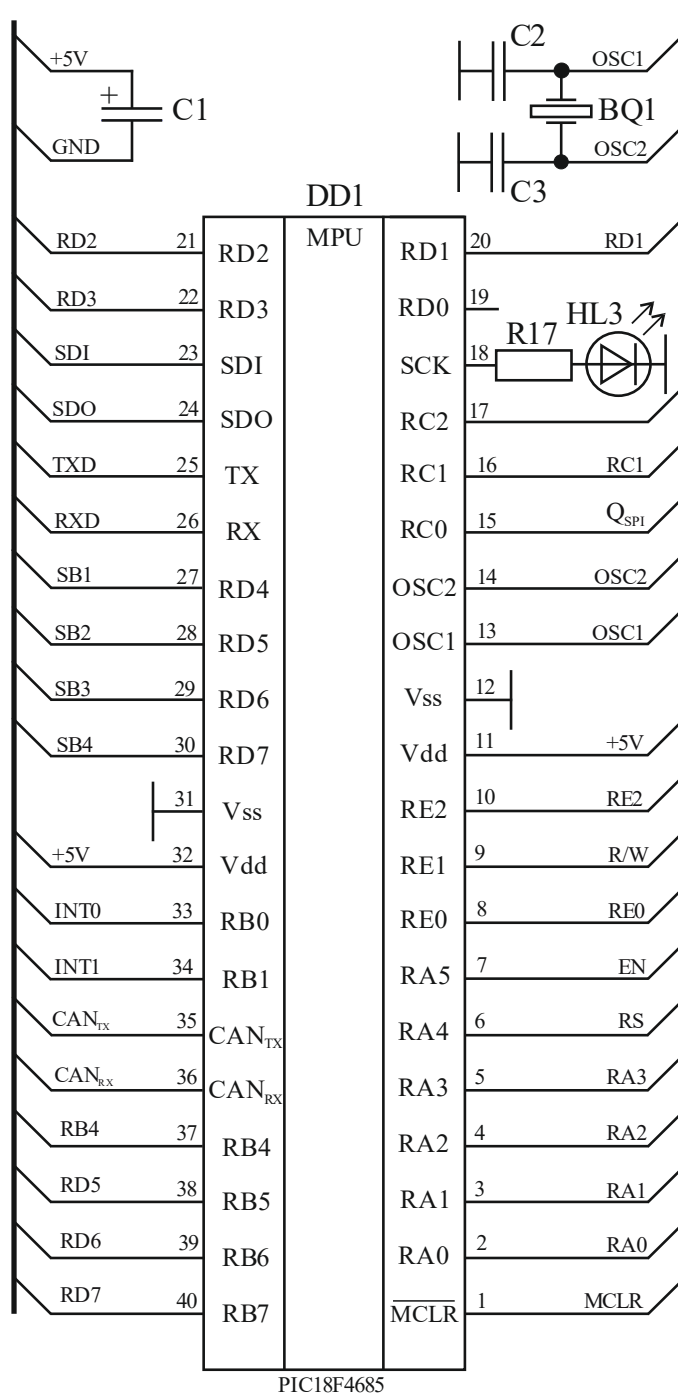 +5V
+
C1
GND
C2
OSC1
BQ1
OSC2
C3
DD1
MPU
RD2 21 RD2 RD1 20 RD1
RD3 22 RD3 RD0 19
HL3
R17
SDI 23 SDI SCK 18
SDO 24 SDO RC2 17
TXD 25 TX RC1 16 RC1
RXD 26 RX RC0 15 QSPI
SB1 27 RD4 OSC2 14 OSC2
SB2 28 RD5 OSC1 13 OSC1
SB3 29 RD6 Vss 12
SB4 30 RD7 Vdd 11 +5V
31 Vss RE2 10 RE2
+5V 32 Vdd RE1 9 R/W
INT0 33 RB0 RE0 8 RE0
INT1 34 RB1 RA5 7 EN
CANTX 35 CANTX RA4 6 RS
CANRX 36 CANRX RA3 5 RA3
RB4 37 RB4 RA2 4 RA2
RD5 38 RB5 RA1 3 RA1
RD6 39 RB6 RA0 2 RA0
RD7 40 RB7 MCLR 1 MCLR
PIC18F4685